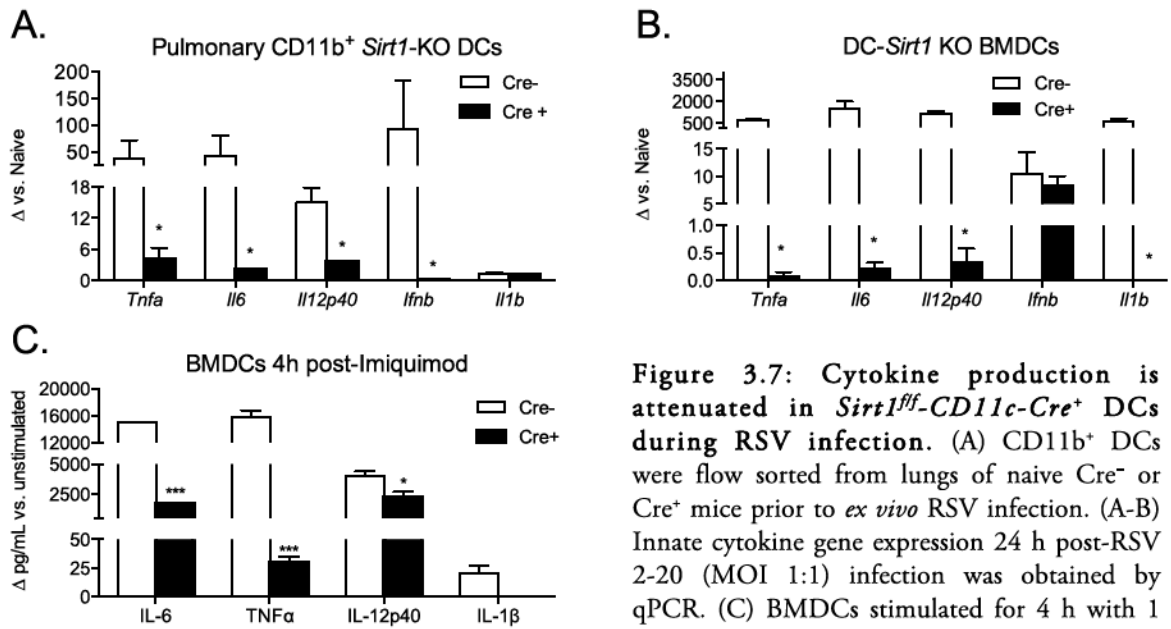 A.
Pulmonary CD11b+ Sirt1-KO DCs
Δ vs. Naive
200
150
100
50
18
12
6
0
Cre-
Cre +
*
*
*
*
Tnfa Il6 Il12p40 Ifnb Il1b
B.
DC-Sirt1 KO BMDCs
Δ vs. Naive
3500
2000
500
15
10
5
1.0
0.5
0.0
Cre-
Cre+
*
*
*
*
Tnfa Il6 Il12p40 Ifnb Il1b
C.
BMDCs 4h post-Imiquimod
Δ pg/mL vs. unstimulated
20000
16000
12000
5000
2500
50
25
0
Cre-
Cre+
***
***
*
IL-6 TNFα IL-12p40 IL-1β
Figure 3.7: Cytokine production is
attenuated in Sirt1f/f-CD11c-Cre+ DCs
during RSV infection. (A) CD11b+ DCs
were flow sorted from lungs of naive Cre− or
Cre+ mice prior to ex vivo RSV infection. (A-B)
Innate cytokine gene expression 24 h post-RSV
2-20 (MOI 1:1) infection was obtained by
qPCR. (C) BMDCs stimulated for 4 h with 1